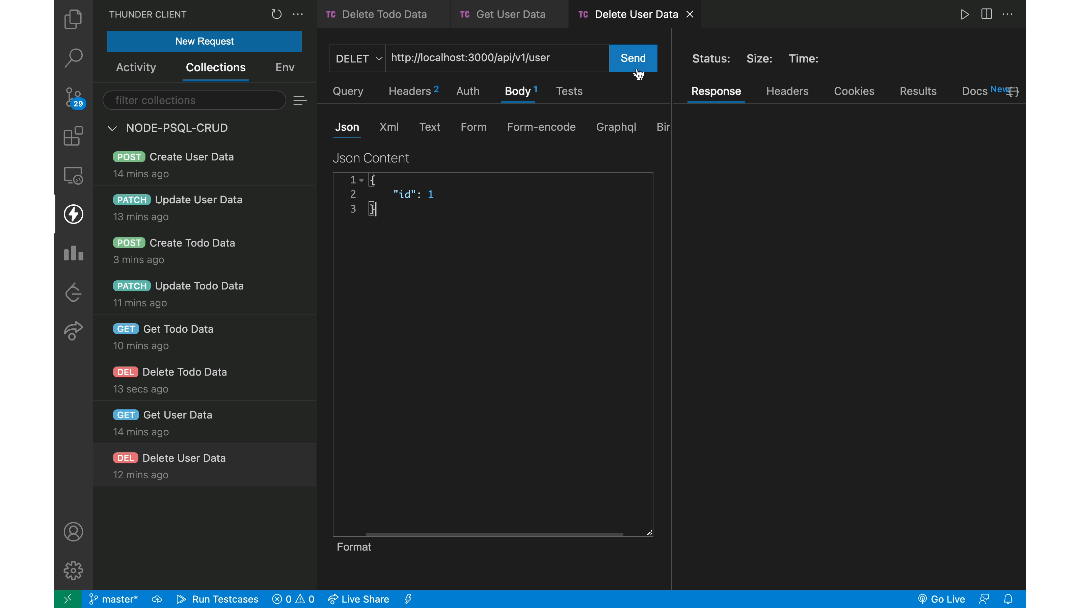 THUNDER CLIENT
New Request
Activity Collections Env
filter collections
NODE-PSQL-CRUD
POST Create User Data
14 mins ago
PATCH Update User Data
13 mins ago
POST Create Todo Data
3 mins ago
PATCH Update Todo Data
11 mins ago
GET Get Todo Data
10 mins ago
DEL Delete Todo Data
13 secs ago
GET Get User Data
14 mins ago
DEL Delete User Data
12 mins ago
29
TC Delete Todo Data TC Get User Data TC Delete User Data
DELET http://localhost:3000/api/v1/user Send
Query Headers 2 Auth Body 1 Tests
Json Xml Text Form Form-encode Graphql Bin
Json Content
1 {
2 "id": 1
3 }
Format
Status: Size: Time:
Response Headers Cookies Results Docs New {}
master* Run Testcases 0 0 Live Share Go Live